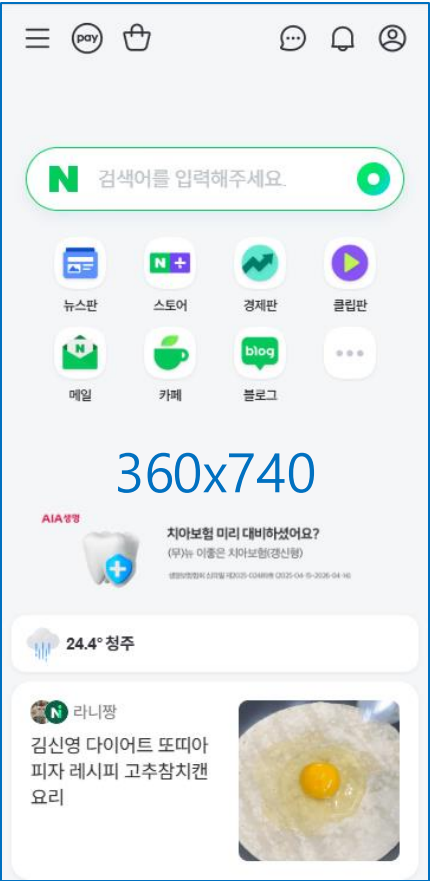 pay
N 검색어를 입력해주세요.
N+
뉴스판 스토어 경제판 클립판
N blog
메일 카페 블로그
360x740
AIA생명
치아보험 미리 대비하셨어요?
(무)뉴 이좋은 치아보험(갱신형)
24.4° 청주
N 라니짱
김신영 다이어트 또띠아
피자 레시피 고추참치캔
요리